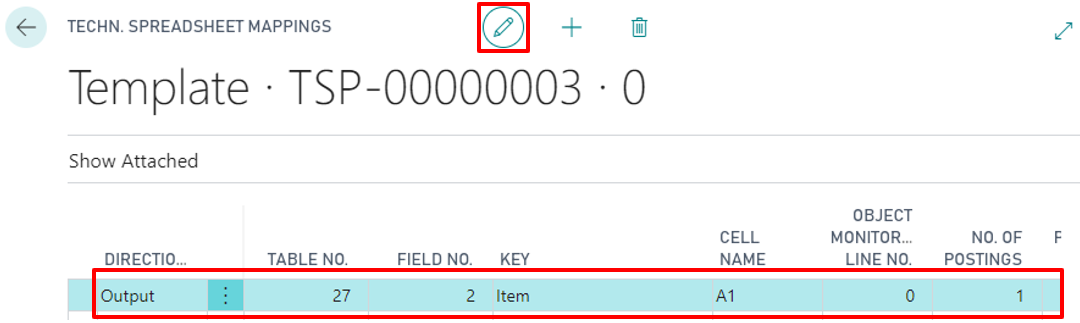 TECHN. SPREADSHEET MAPPINGS
Template · TSP-00000003 · 0
Show Attached
OBJECT
CELL MONITOR... NO. OF F
DIRECTIO... TABLE NO. FIELD NO. KEY NAME LINE NO. POSTINGS
Output 27 2 Item A1 0 1